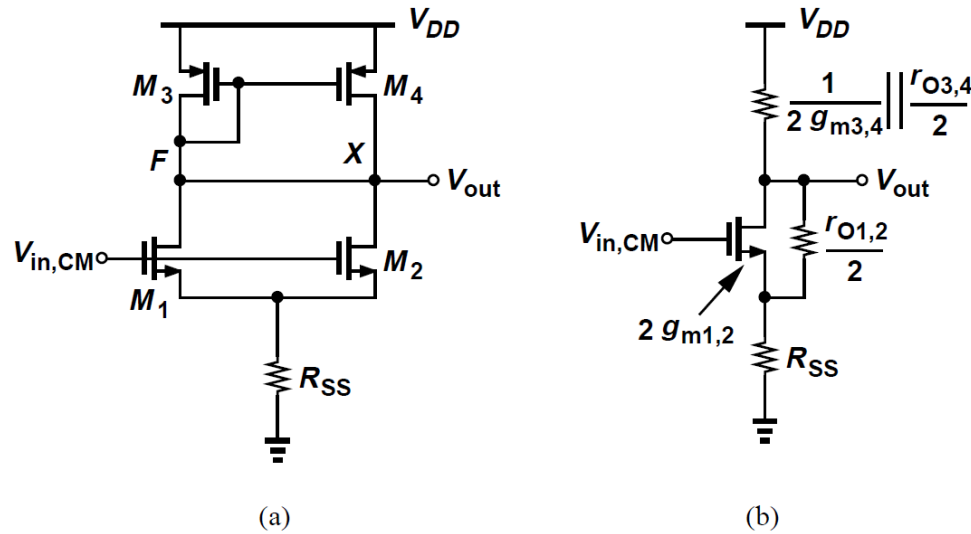 V_DD
M_3
M_4
F
X
V_out
V_in,CM
M_1
M_2
R_SS
(a)
V_DD
1
2 g_m3,4
||
r_O3,4
2
V_out
V_in,CM
r_O1,2
2
2 g_m1,2
R_SS
(b)